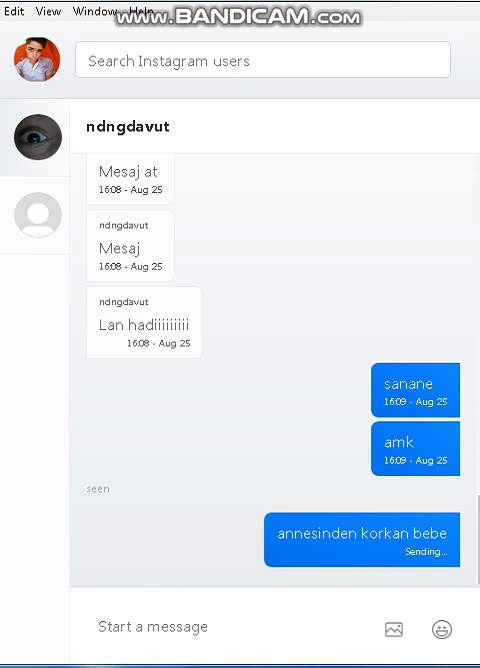 Edit View Window Help
www.BANDICAM.com
Search Instagram users
ndngdavut
Mesaj at
16:08 - Aug 25
ndngdavut
Mesaj
16:08 - Aug 25
ndngdavut
Lan hadiiiiiiiii
16:08 - Aug 25
sanane
16:09 - Aug 25
amk
16:09 - Aug 25
seen
annesinden korkan bebe
Sending...
Start a message